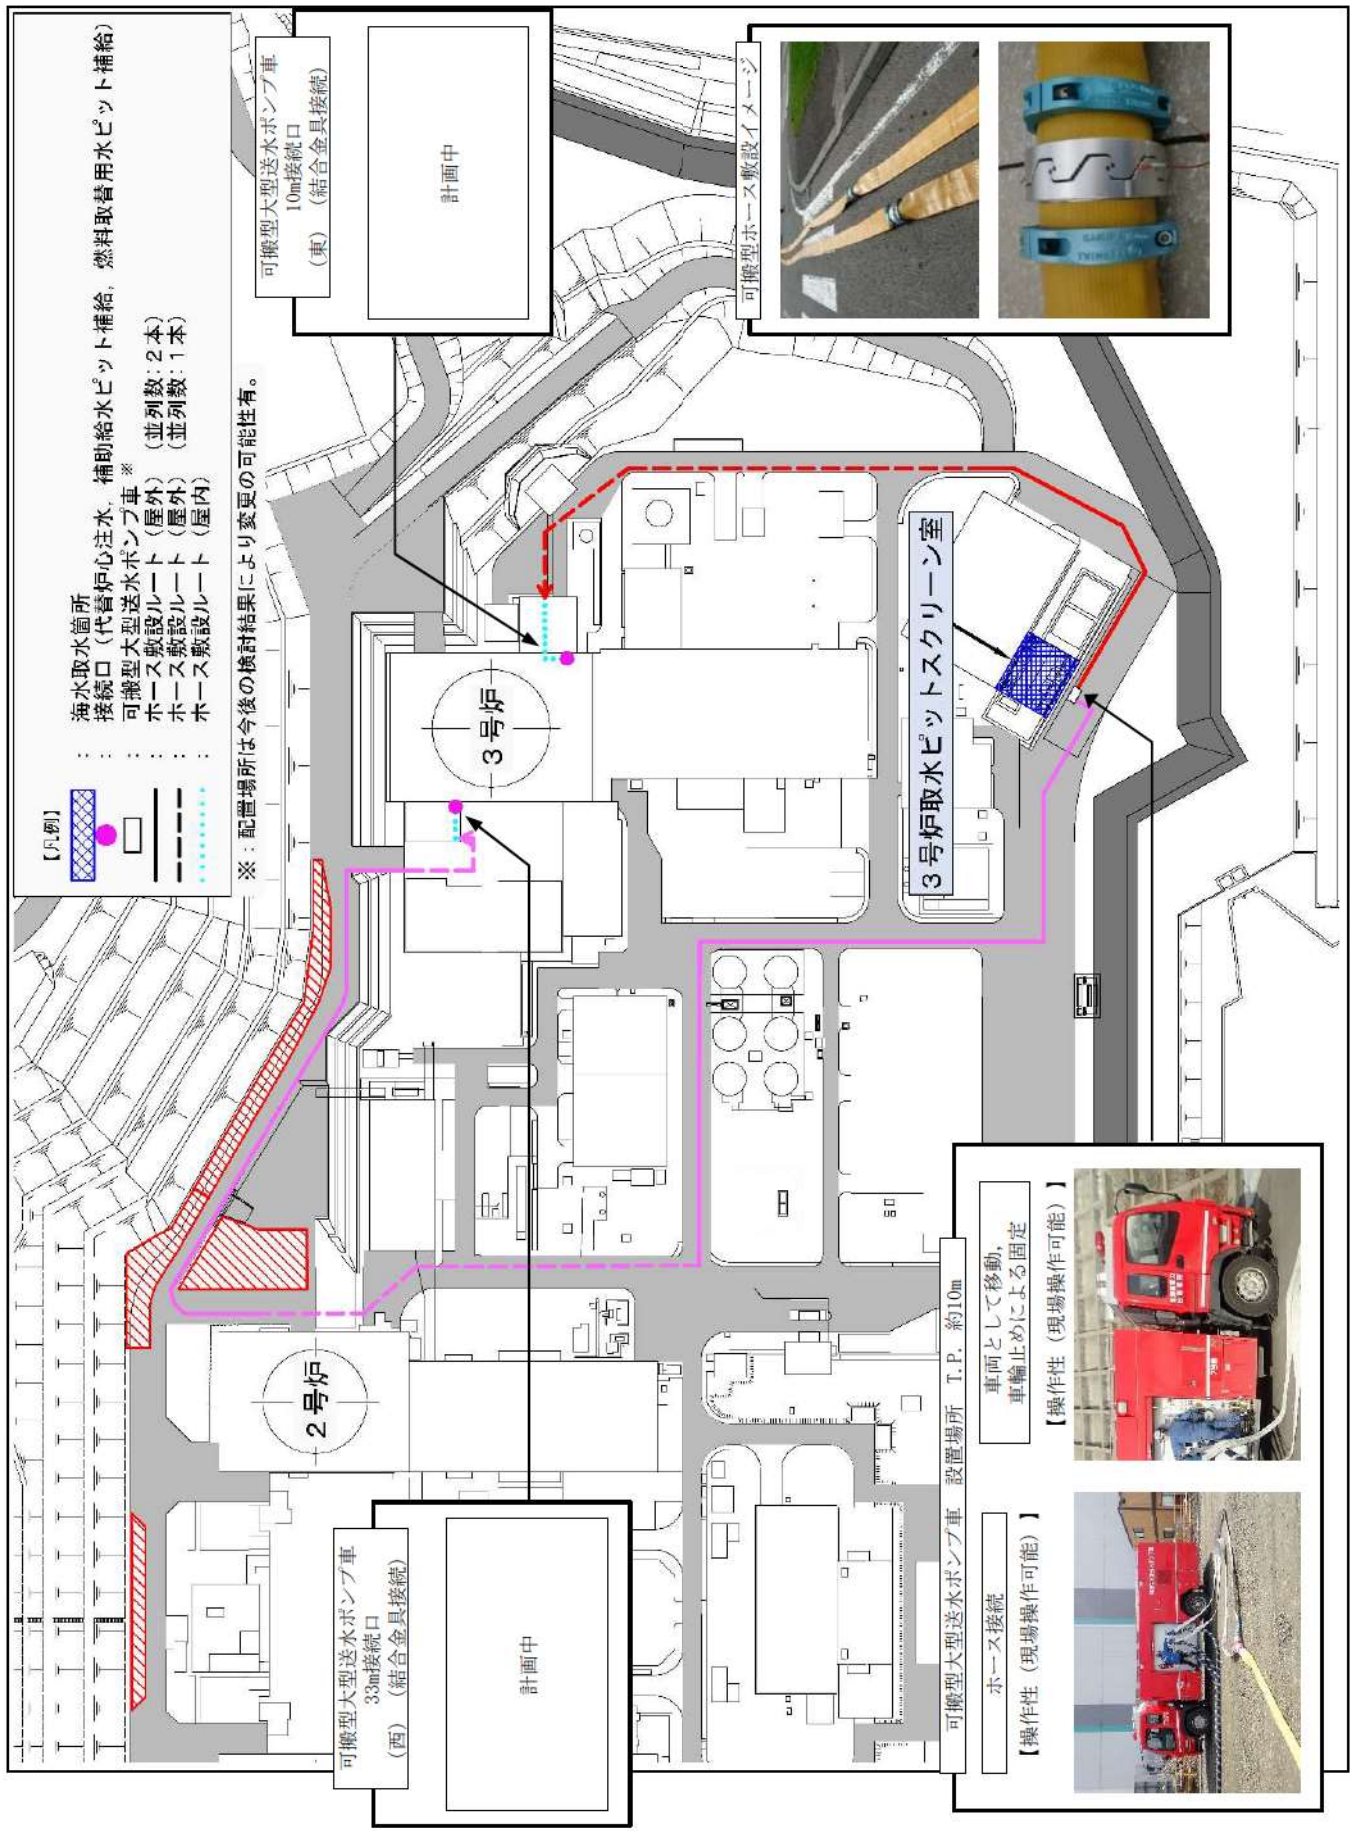 【凡例】
： 海水取水箇所
： 接続口（代替炉心注水，補助給水ピット補給，燃料取替用水ピット補給）
： 可搬型大型送水ポンプ車※
： ホース敷設ルート（屋外）（並列数：２本）
： ホース敷設ルート（屋外）（並列数：１本）
： ホース敷設ルート（屋内）
※：配置場所は今後の検討結果により変更の可能性有。
可搬型大型送水ポンプ車
10m接続口
（東）（結合金具接続）
計画中
可搬型ホース敷設イメージ
３号炉
３号炉取水ピットスクリーン室
２号炉
可搬型大型送水ポンプ車
33m接続口
（西）（結合金具接続）
計画中
可搬型大型送水ポンプ車 設置場所 T.P. 約10m
ホース接続
【操作性（現場操作可能）】
車両として移動，
車輪止めによる固定
【操作性（現場操作可能）】